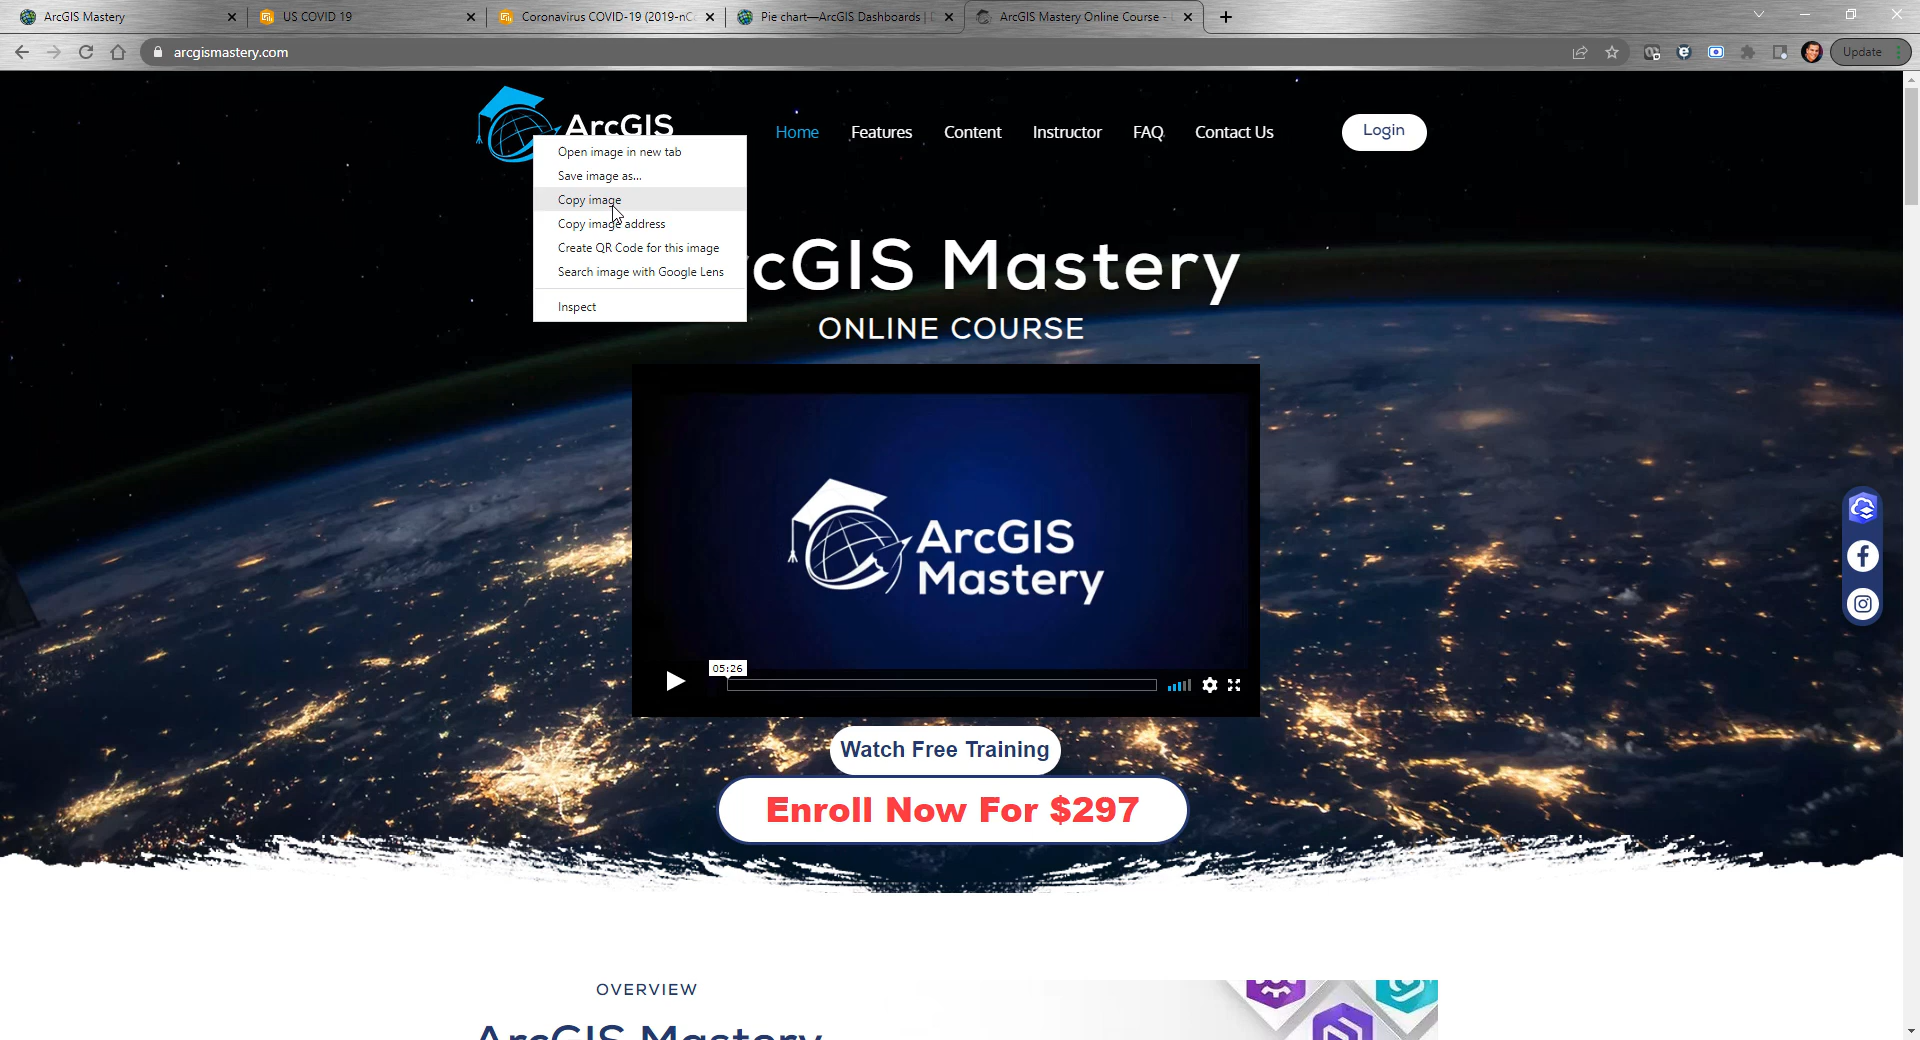 ArcGIS Mastery
US COVID 19
Coronavirus COVID-19 (2019-nC
Pie chart—ArcGIS Dashboards |
ArcGIS Mastery Online Course -
arcgismastery.com
Update
ArcGIS
Home
Features
Content
Instructor
FAQ
Contact Us
Login
Open image in new tab
Save image as...
Copy image
Copy image address
Create QR Code for this image
Search image with Google Lens
Inspect
rcGIS Mastery
ONLINE COURSE
ArcGIS
Mastery
05:26
Watch Free Training
Enroll Now For $297
OVERVIEW
ArcGIS Mastery